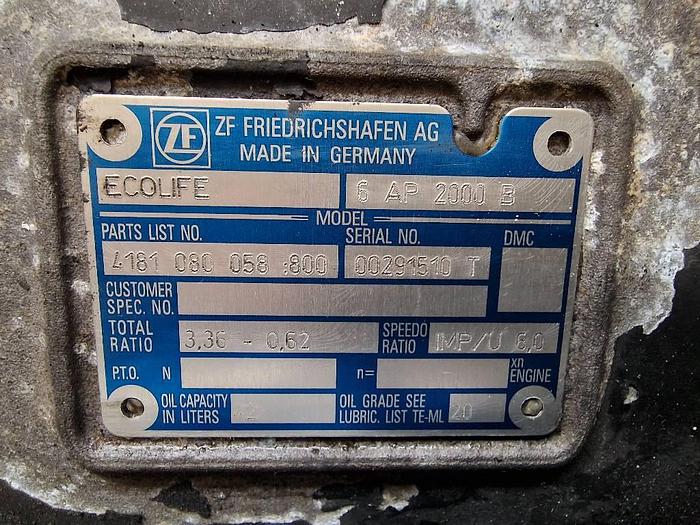 ZF ZF FRIEDRICHSHAFEN AG
MADE IN GERMANY
ECOLIFE 6 AP 2000 B
MODEL
PARTS LIST NO. SERIAL NO. DMC
4181 080 058 :800 00291510 T
CUSTOMER
SPEC. NO.
TOTAL
RATIO 3,36 - 0,62 SPEEDO
RATIO IMP/U 6,0
P.T.O. N n= xn
ENGINE
OIL CAPACITY
IN LITERS OIL GRADE SEE
LUBRIC. LIST TE-ML 20